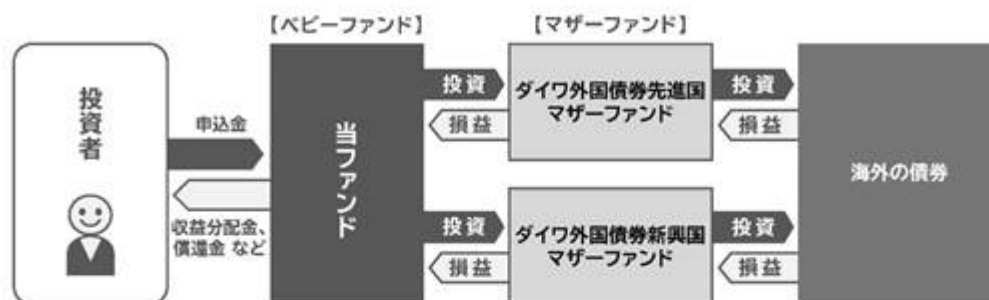 【ベビーファンド】
【マザーファンド】
投資者
申込金
収益分配金、
償還金 など
当ファンド
投資
損益
ダイワ外国債券先進国
マザーファンド
投資
損益
投資
損益
ダイワ外国債券新興国
マザーファンド
投資
損益
海外の債券